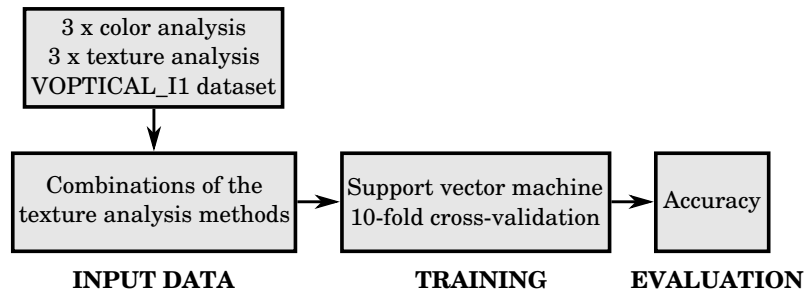 3 x color analysis
3 x texture analysis
VOPTICAL_I1 dataset
Combinations of the
texture analysis methods
Support vector machine
10-fold cross-validation
Accuracy
INPUT DATA
TRAINING
EVALUATION